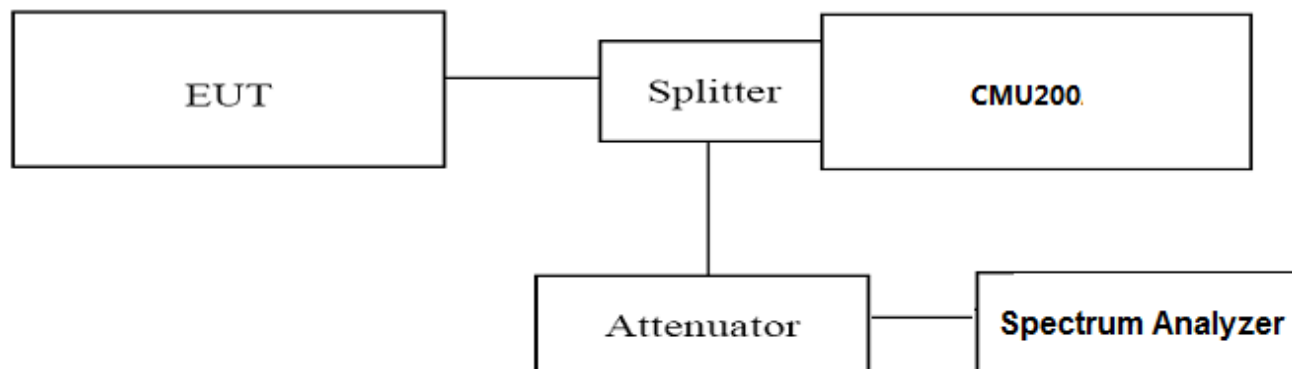 EUT
Splitter
CMU200.
Attenuator
Spectrum Analyzer